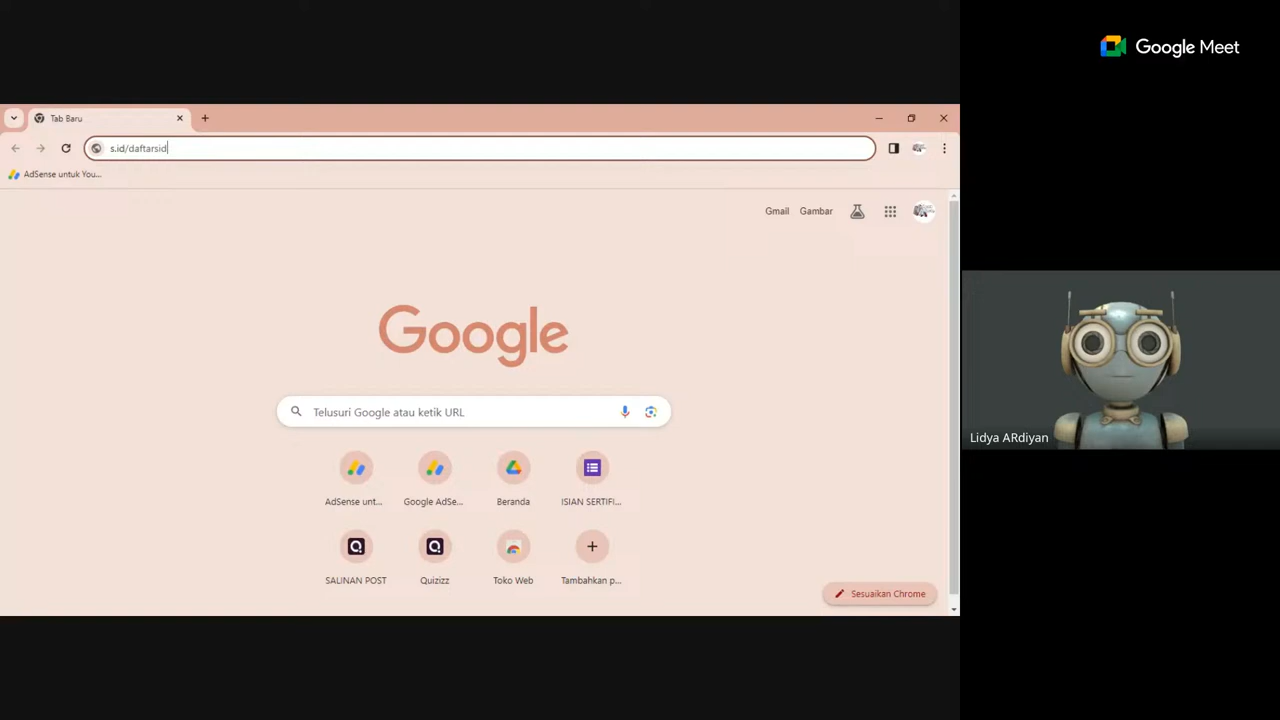 Google Meet
Tab Baru
s.id/daftarsid
AdSense untuk You...
Gmail Gambar
Google
Telusuri Google atau ketik URL
AdSense unt... Google AdSe... Beranda ISIAN SERTIFI...
SALINAN POST Quizizz Toko Web Tambahkan p...
Sesuaikan Chrome
Lidya ARdiyan